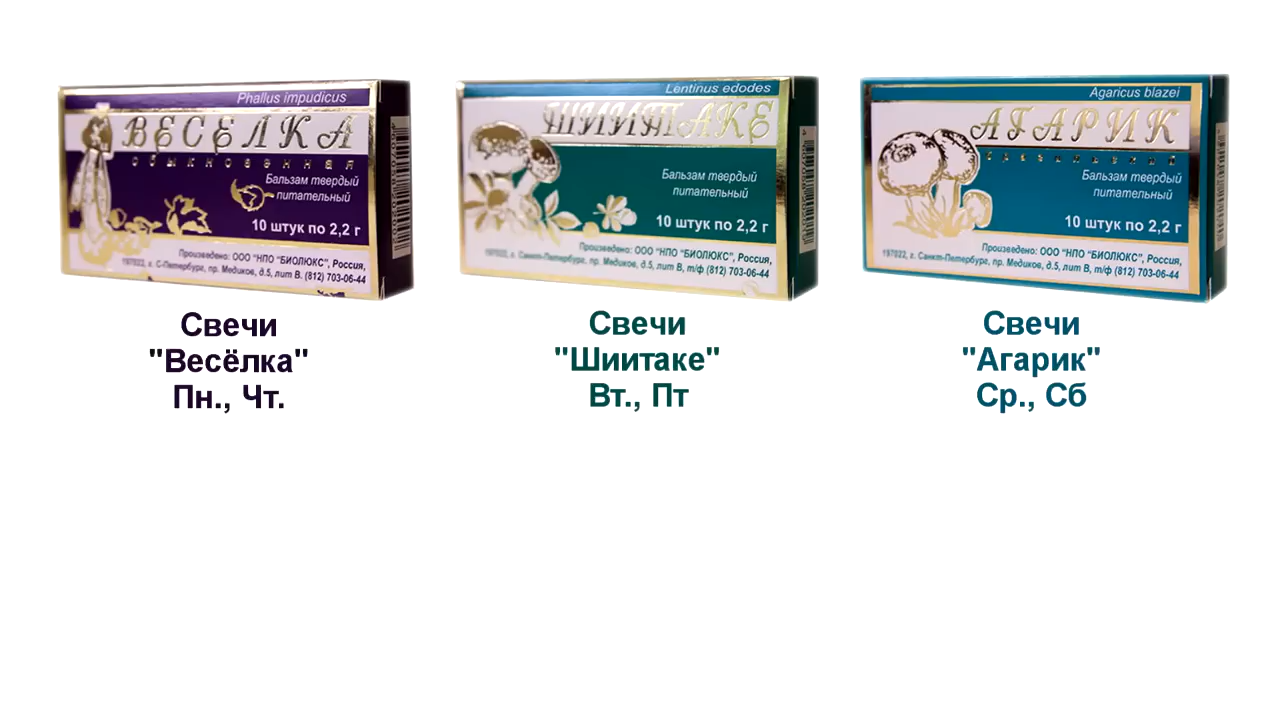 Phallus impudicus
ВЕСЁЛКА
обыкновенная
Бальзам твердый
питательный
10 штук по 2,2 г
Произведено: ООО "НПО "БИОЛЮКС", Россия,
197022, г. С-Петербург, пр. Медиков, д.5, лит В, (812) 703-06-44
Свечи
"Весёлка"
Пн., Чт.
Lentinus edodes
ШИИТАКЕ
Бальзам твердый
питательный
10 штук по 2,2 г
Произведено: ООО "НПО "БИОЛЮКС", Россия,
197022, г. Санкт-Петербург, пр. Медиков, д.5, лит В, т/ф (812) 703-06-44
Свечи
"Шиитаке"
Вт., Пт
Agaricus blazei
АГАРИК
бразильский
Бальзам твердый
питательный
10 штук по 2,2 г
Произведено: ООО "НПО "БИОЛЮКС", Россия,
197022, г. Санкт-Петербург, пр. Медиков, д.5, лит В, т/ф (812) 703-06-44
Свечи
"Агарик"
Ср., Сб